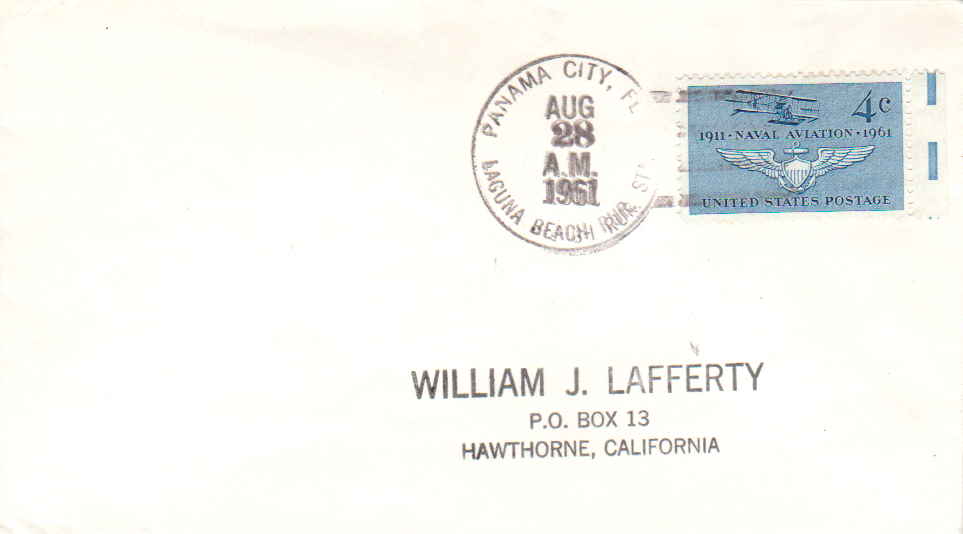 PANAMA CITY, FL
AUG
28
A.M.
1961
LAGUNA BEACH RUR. STA.
4c
1911 · NAVAL AVIATION · 1961
UNITED STATES POSTAGE
WILLIAM J. LAFFERTY
P.O. BOX 13
HAWTHORNE, CALIFORNIA